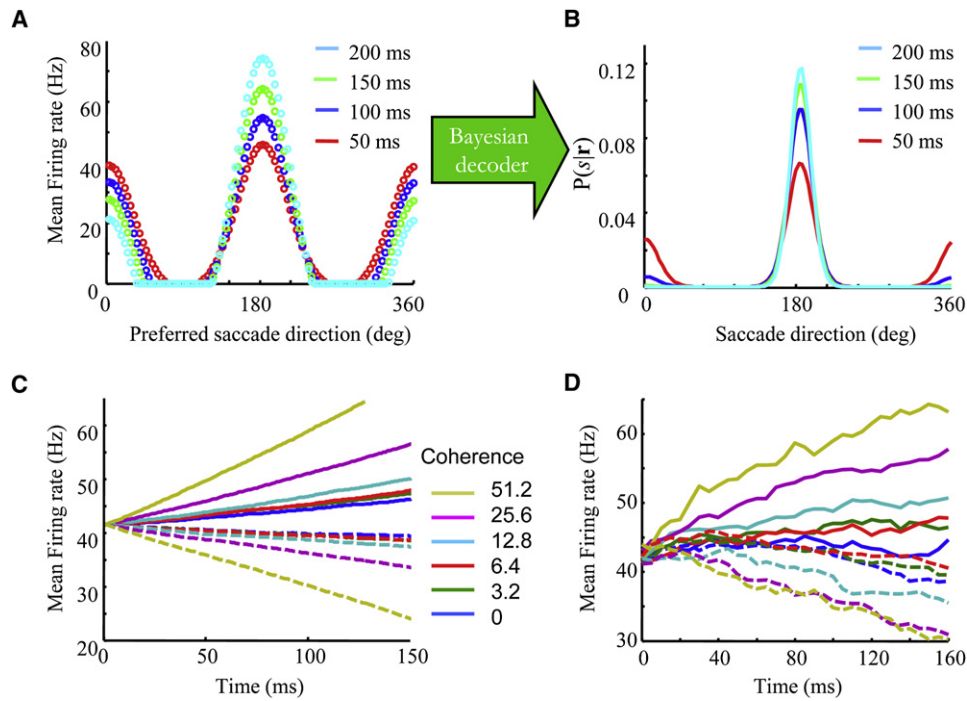 A
B
80
60
40
20
0
Mean Firing rate (Hz)
200 ms
150 ms
100 ms
50 ms
0
180
360
Preferred saccade direction (deg)
Bayesian
decoder
0.12
0.08
0.04
0
P(s|r)
200 ms
150 ms
100 ms
50 ms
0
180
360
Saccade direction (deg)
C
D
60
50
40
30
20
Mean Firing rate (Hz)
0
50
100
150
Time (ms)
Coherence
51.2
25.6
12.8
6.4
3.2
0
60
50
40
30
Mean Firing rate (Hz)
0
40
80
120
160
Time (ms)